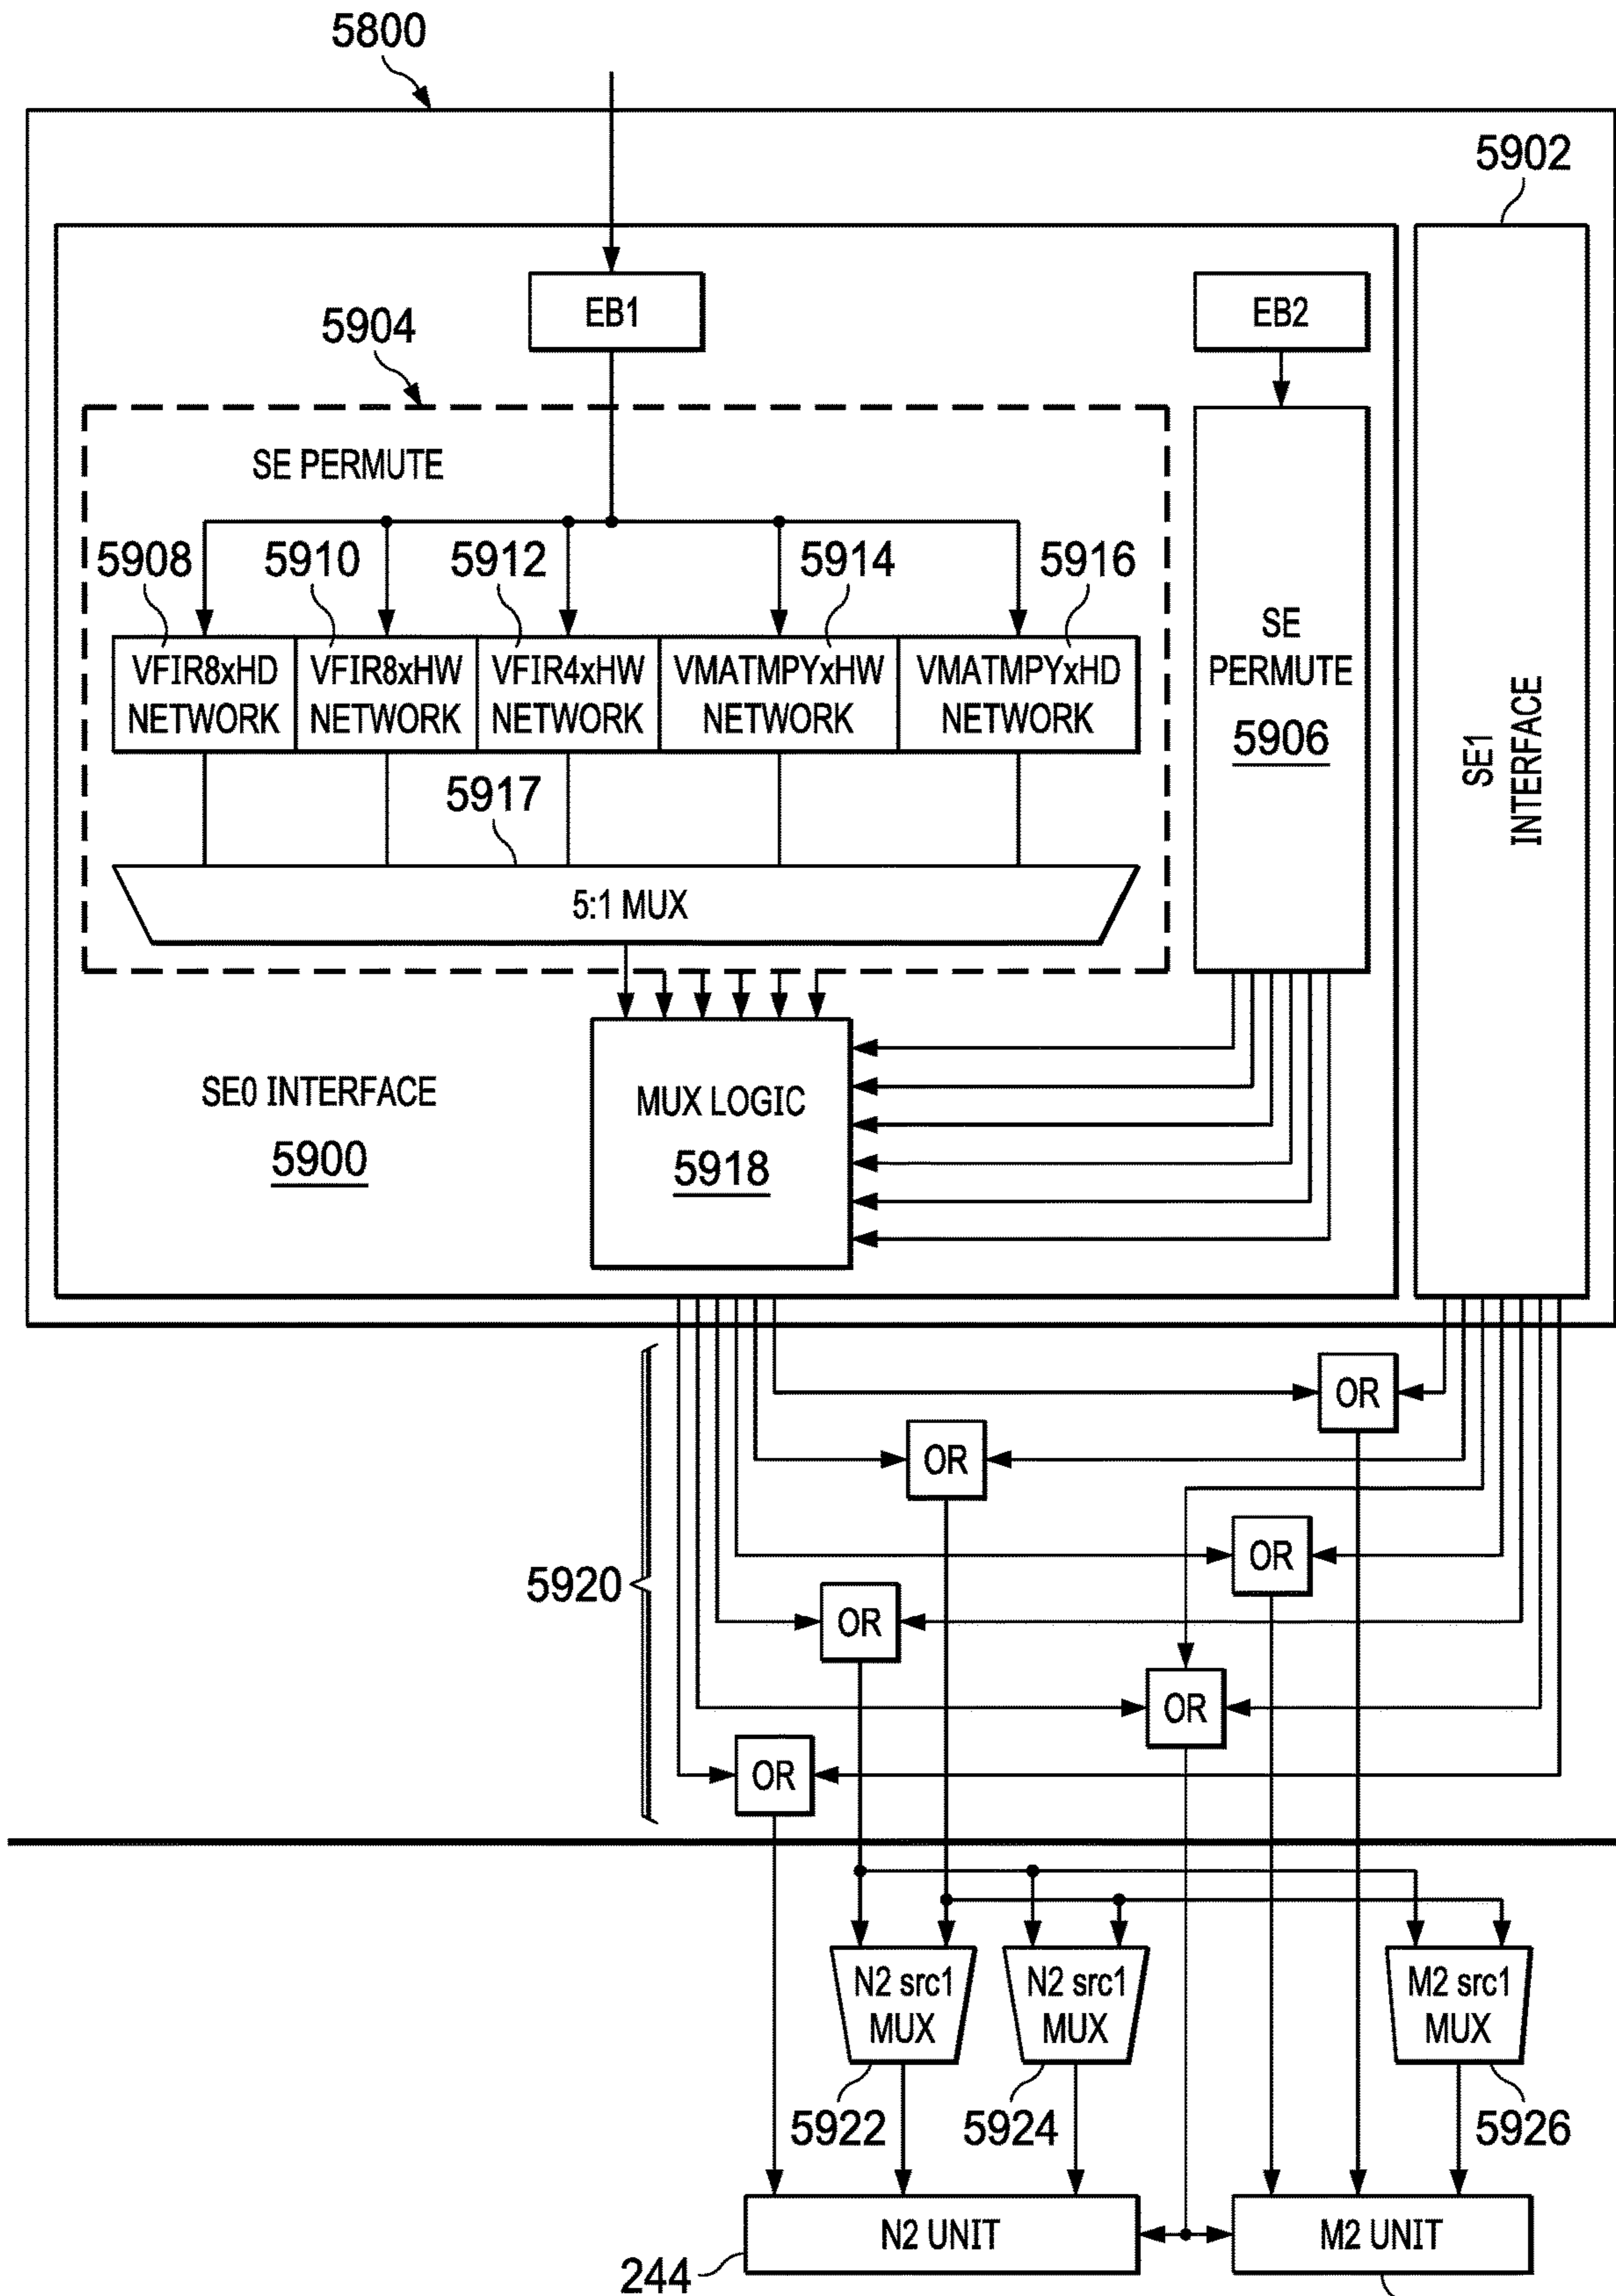 5800
5902
EB1
EB2
5904
SE PERMUTE
5908
5910
5912
5914
5916
VFIR8xHD
NETWORK
VFIR8xHW
NETWORK
VFIR4xHW
NETWORK
VMATMPYxHW
NETWORK
VMATMPYxHD
NETWORK
SE
PERMUTE
5906
SE1
INTERFACE
5917
5:1 MUX
SE0 INTERFACE
5900
MUX LOGIC
5918
OR
OR
OR
5920
OR
OR
OR
N2 src1
MUX
N2 src1
MUX
M2 src1
MUX
5922
5924
5926
N2 UNIT
M2 UNIT
244